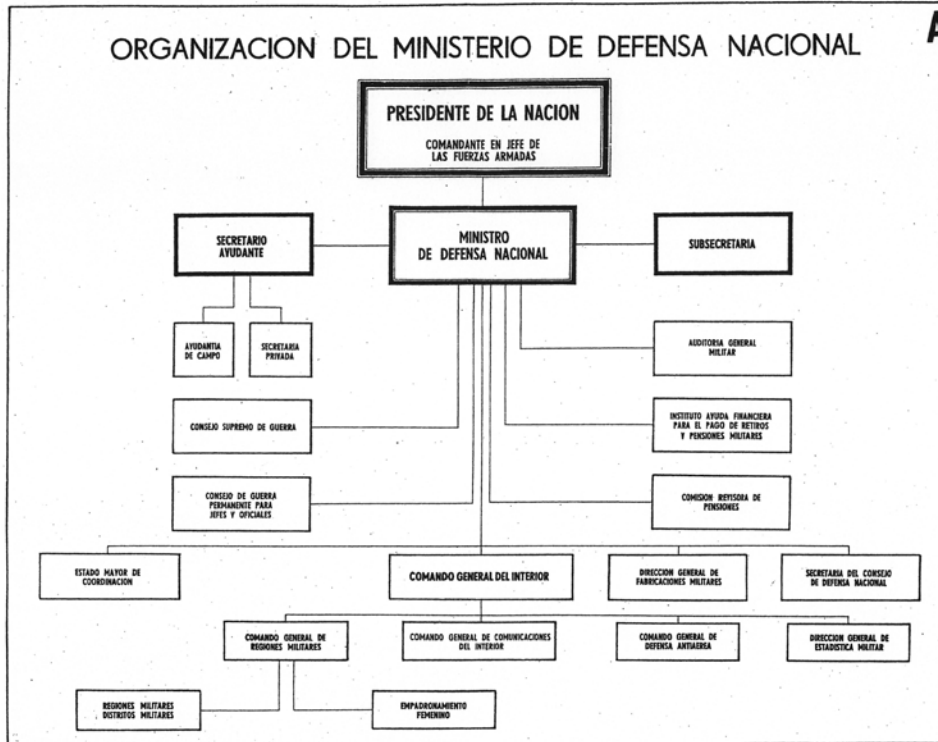 A
ORGANIZACION DEL MINISTERIO DE DEFENSA NACIONAL
PRESIDENTE DE LA NACION
COMANDANTE EN JEFE DE
LAS FUERZAS ARMADAS
SECRETARIO
AYUDANTE
MINISTRO
DE DEFENSA NACIONAL
SUBSECRETARIA
AYUDANTIA
DE CAMPO
SECRETARIA
PRIVADA
AUDITORIA GENERAL
MILITAR
CONSEJO SUPREMO DE GUERRA
INSTITUTO AYUDA FINANCIERA
PARA EL PAGO DE RETIROS
Y PENSIONES MILITARES
CONSEJO DE GUERRA
PERMANENTE PARA
JEFES Y OFICIALES
COMISION REVISORA DE
PENSIONES
ESTADO MAYOR DE
COORDINACION
COMANDO GENERAL DEL INTERIOR
DIRECCION GENERAL DE
FABRICACIONES MILITARES
SECRETARIA DEL CONSEJO
DE DEFENSA NACIONAL
COMANDO GENERAL DE
REGIONES MILITARES
COMANDO GENERAL DE COMUNICACIONES
DEL INTERIOR
COMANDO GENERAL DE
DEFENSA ANTIAEREA
DIRECCION GENERAL DE
ESTADISTICA MILITAR
REGIONES MILITARES
DISTRITOS MILITARES
EMPADRONAMIENTO
FEMENINO